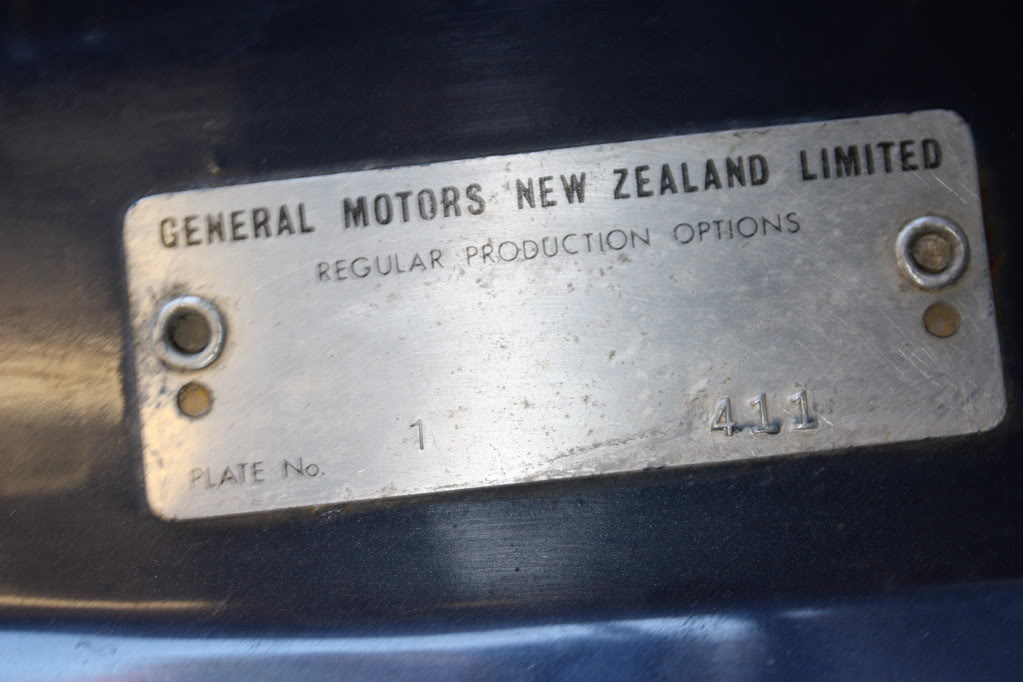 GENERAL MOTORS NEW ZEALAND LIMITED
REGULAR PRODUCTION OPTIONS
PLATE No. 1 411